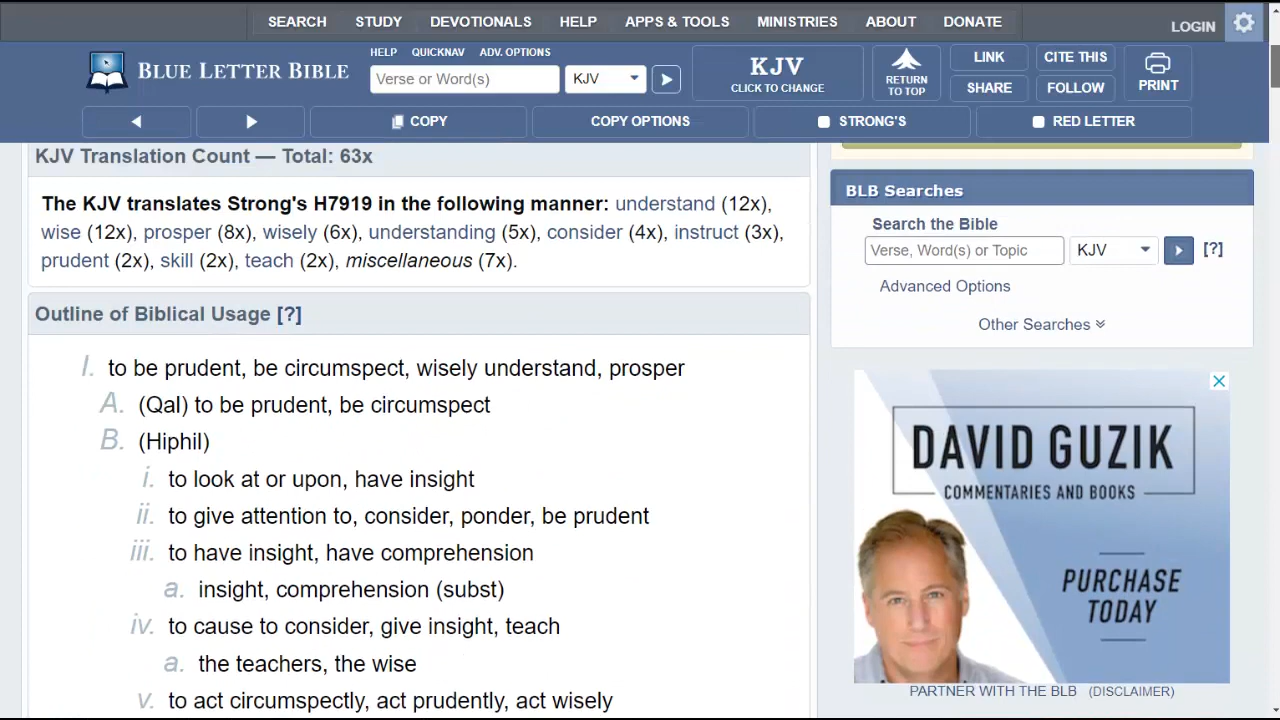 SEARCH STUDY DEVOTIONALS HELP APPS & TOOLS MINISTRIES ABOUT DONATE LOGIN
HELP QUICKNAV ADV. OPTIONS
BLUE LETTER BIBLE
Verse or Word(s) KJV
KJV
CLICK TO CHANGE
RETURN
TO TOP
LINK CITE THIS
SHARE FOLLOW
PRINT
COPY COPY OPTIONS STRONG'S RED LETTER
KJV Translation Count — Total: 63x
The KJV translates Strong's H7919 in the following manner: understand (12x),
wise (12x), prosper (8x), wisely (6x), understanding (5x), consider (4x), instruct (3x),
prudent (2x), skill (2x), teach (2x), miscellaneous (7x).
Outline of Biblical Usage [?]
I. to be prudent, be circumspect, wisely understand, prosper
A. (Qal) to be prudent, be circumspect
B. (Hiphil)
i. to look at or upon, have insight
ii. to give attention to, consider, ponder, be prudent
iii. to have insight, have comprehension
a. insight, comprehension (subst)
iv. to cause to consider, give insight, teach
a. the teachers, the wise
v. to act circumspectly, act prudently, act wisely
BLB Searches
Search the Bible
Verse, Word(s) or Topic KJV [?]
Advanced Options
Other Searches
DAVID GUZIK
COMMENTARIES AND BOOKS
PURCHASE
TODAY
PARTNER WITH THE BLB (DISCLAIMER)